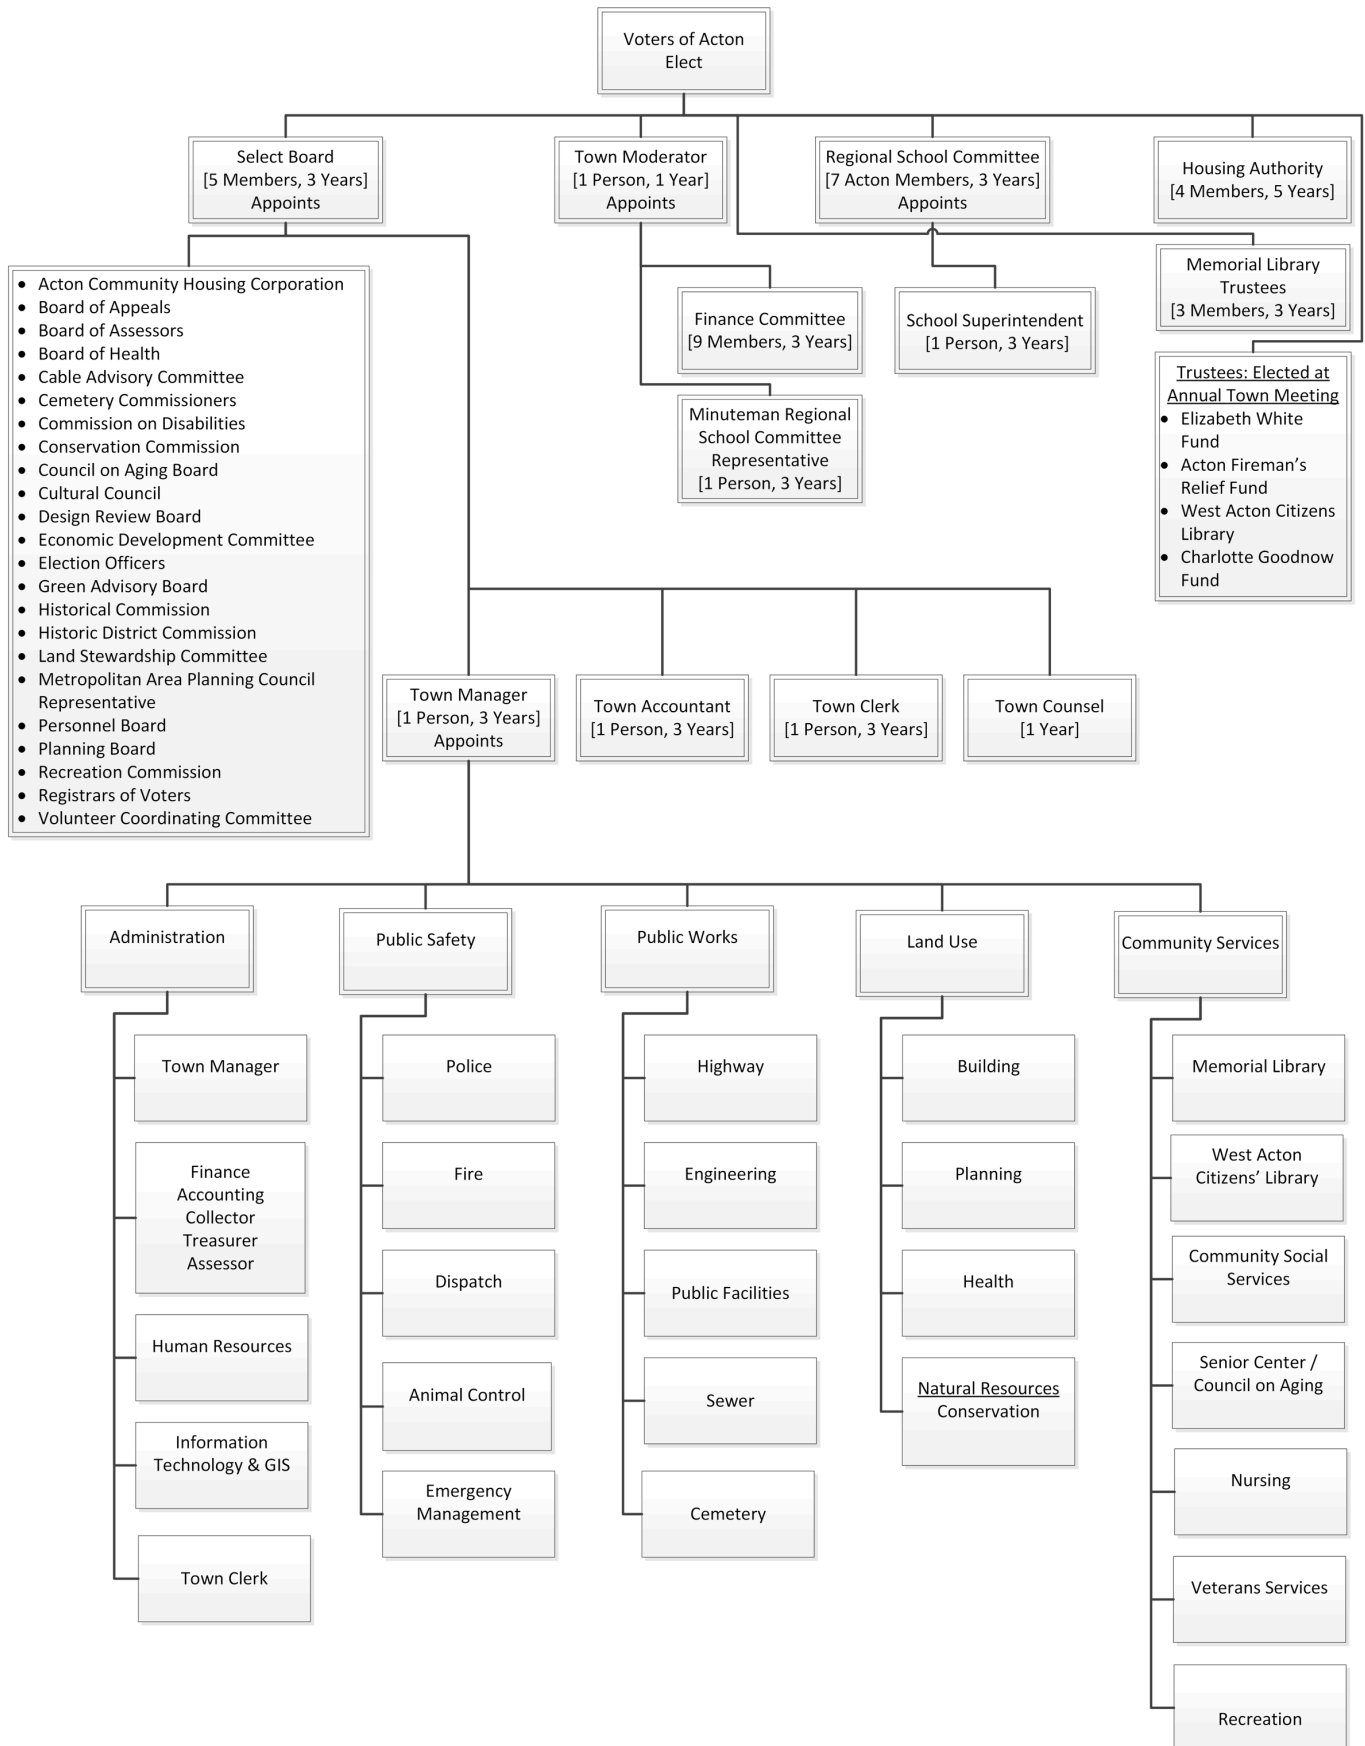 Voters of Acton
Elect
Select Board
[5 Members, 3 Years]
Appoints
Town Moderator
[1 Person, 1 Year]
Appoints
Regional School Committee
[7 Acton Members, 3 Years]
Appoints
Housing Authority
[4 Members, 5 Years]
Memorial Library
Trustees
[3 Members, 3 Years]
Finance Committee
[9 Members, 3 Years]
School Superintendent
[1 Person, 3 Years]
Minuteman Regional
School Committee
Representative
[1 Person, 3 Years]
Trustees: Elected at
Annual Town Meeting
• Elizabeth White
Fund
• Acton Fireman’s
Relief Fund
• West Acton Citizens
Library
• Charlotte Goodnow
Fund
• Acton Community Housing Corporation
• Board of Appeals
• Board of Assessors
• Board of Health
• Cable Advisory Committee
• Cemetery Commissioners
• Commission on Disabilities
• Conservation Commission
• Council on Aging Board
• Cultural Council
• Design Review Board
• Economic Development Committee
• Election Officers
• Green Advisory Board
• Historical Commission
• Historic District Commission
• Land Stewardship Committee
• Metropolitan Area Planning Council
Representative
• Personnel Board
• Planning Board
• Recreation Commission
• Registrars of Voters
• Volunteer Coordinating Committee
Town Manager
[1 Person, 3 Years]
Appoints
Town Accountant
[1 Person, 3 Years]
Town Clerk
[1 Person, 3 Years]
Town Counsel
[1 Year]
Administration
Town Manager
Finance
Accounting
Collector
Treasurer
Assessor
Human Resources
Information
Technology & GIS
Town Clerk
Public Safety
Police
Fire
Dispatch
Animal Control
Emergency
Management
Public Works
Highway
Engineering
Public Facilities
Sewer
Cemetery
Land Use
Building
Planning
Health
Natural Resources
Conservation
Community Services
Memorial Library
West Acton
Citizens’ Library
Community Social
Services
Senior Center /
Council on Aging
Nursing
Veterans Services
Recreation